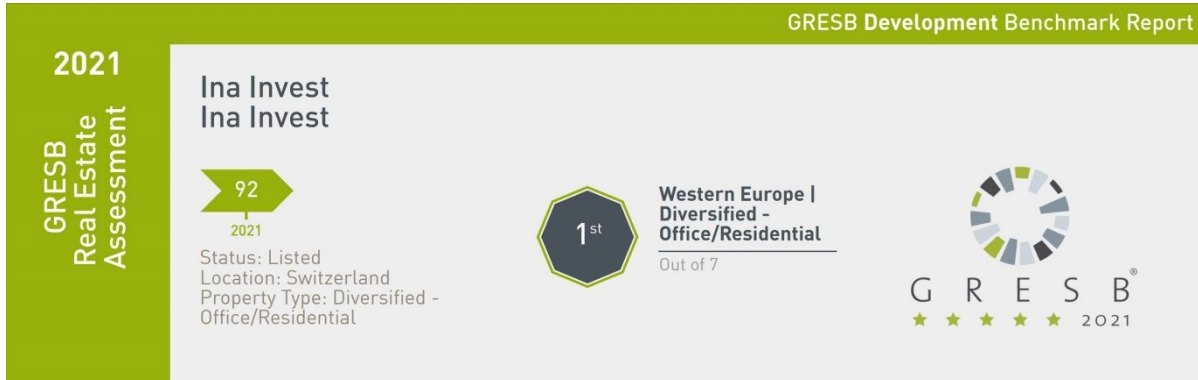 GRESB Development Benchmark Report
2021
GRESB
Real Estate
Assessment
Ina Invest
Ina Invest
92
2021
Status: Listed
Location: Switzerland
Property Type: Diversified -
Office/Residential
1st
Western Europe |
Diversified -
Office/Residential
Out of 7
G R E S B®
★ ★ ★ ★ ★ 2021